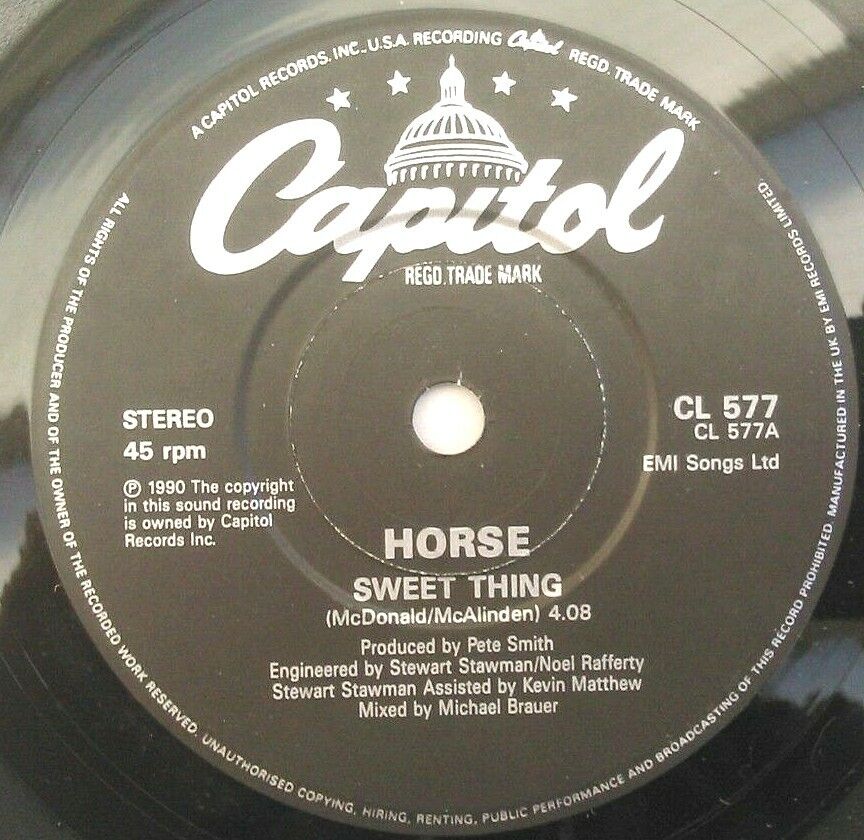 A CAPITOL RECORDS, INC., U.S.A. RECORDING Capitol REGD. TRADE MARK
Capitol
REGD. TRADE MARK
STEREO
45 rpm
℗ 1990 The copyright
in this sound recording
is owned by Capitol
Records Inc.
CL 577
CL 577A
EMI Songs Ltd
HORSE
SWEET THING
(McDonald/McAlinden) 4.08
Produced by Pete Smith
Engineered by Stewart Stawman/Noel Rafferty
Stewart Stawman Assisted by Kevin Matthew
Mixed by Michael Brauer
ALL RIGHTS OF THE PRODUCER AND OF THE OWNER OF THE RECORDED WORK RESERVED. UNAUTHORISED COPYING, HIRING, RENTING, PUBLIC PERFORMANCE AND BROADCASTING OF THIS RECORD PROHIBITED. MANUFACTURED IN THE UK BY EMI RECORDS LIMITED.